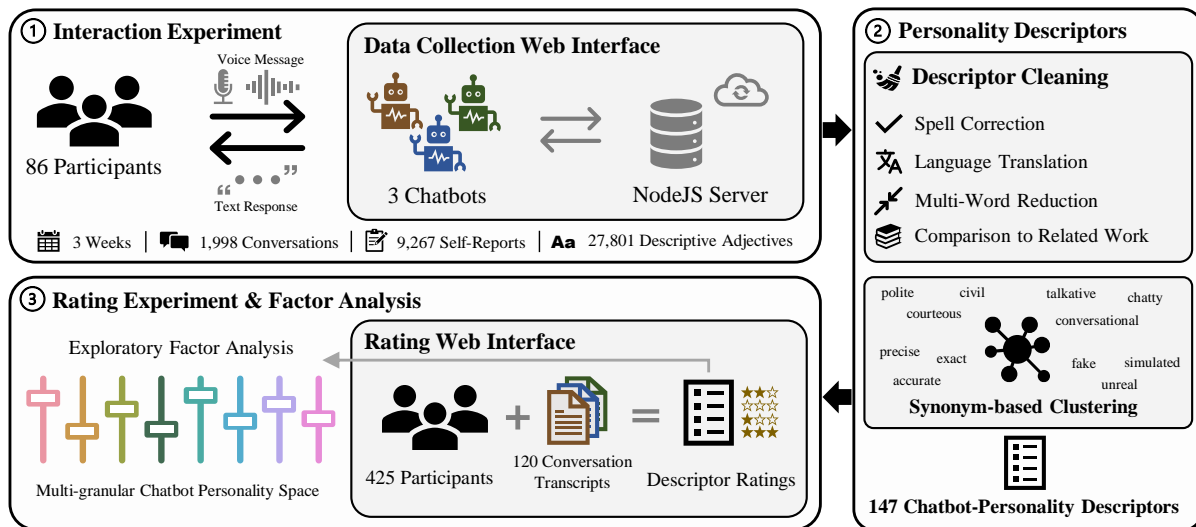 1 Interaction Experiment
Voice Message
86 Participants
“ ”
Text Response
Data Collection Web Interface
3 Chatbots
NodeJS Server
3 Weeks
1,998 Conversations
9,267 Self-Reports
Aa 27,801 Descriptive Adjectives
2 Personality Descriptors
Descriptor Cleaning
Spell Correction
文A Language Translation
Multi-Word Reduction
Comparison to Related Work
polite civil talkative chatty
courteous conversational
precise exact fake simulated
accurate unreal
Synonym-based Clustering
147 Chatbot-Personality Descriptors
3 Rating Experiment & Factor Analysis
Exploratory Factor Analysis
Multi-granular Chatbot Personality Space
Rating Web Interface
425 Participants
+
120 Conversation
Transcripts
=
Descriptor Ratings